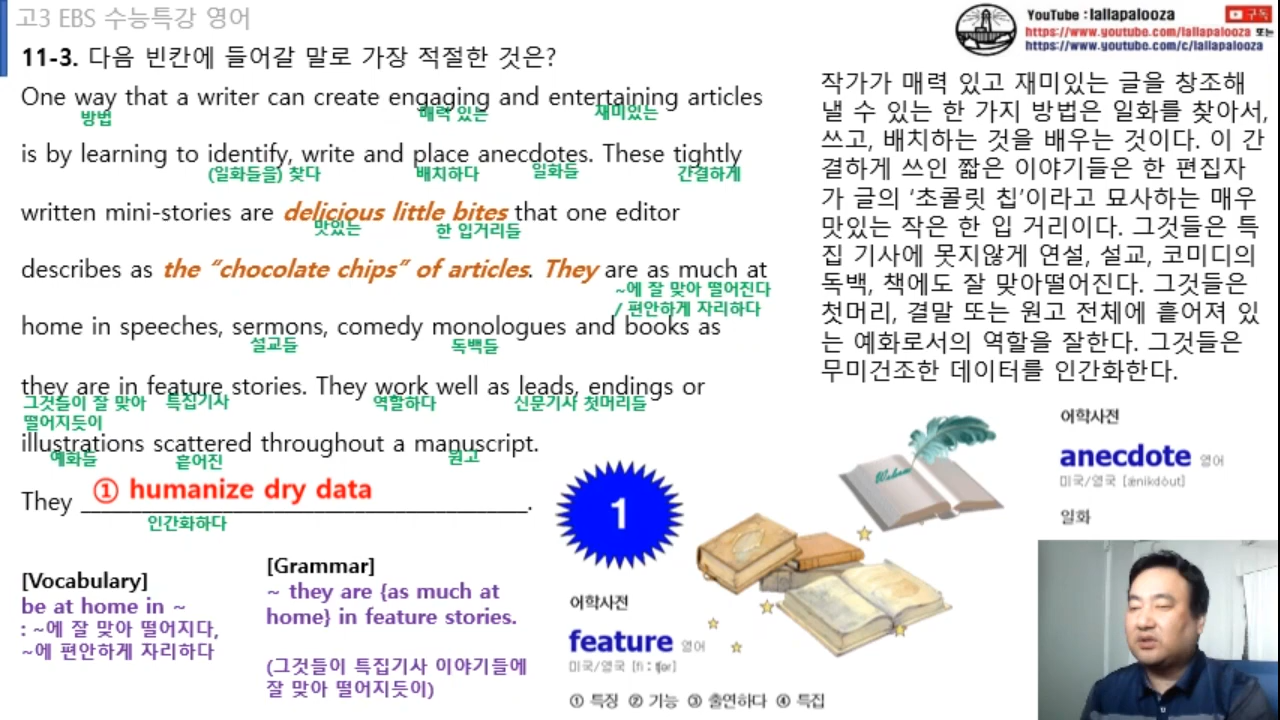 고3 EBS 수능특강 영어
11-3. 다음 빈칸에 들어갈 말로 가장 적절한 것은?
One way that a writer can create engaging and entertaining articles
방법 매력 있는 재미있는
is by learning to identify, write and place anecdotes. These tightly
(일화들을) 찾다 배치하다 일화들 간결하게
written mini-stories are delicious little bites that one editor
맛있는 한 입거리들
describes as the “chocolate chips” of articles. They are as much at
~에 잘 맞아 떨어진다
/ 편안하게 자리하다
home in speeches, sermons, comedy monologues and books as
설교들 독백들
they are in feature stories. They work well as leads, endings or
그것들이 잘 맞아 특집기사 역할하다 신문기사 첫머리들
떨어지듯이
illustrations scattered throughout a manuscript.
예화들 흩어진 원고
They ① humanize dry data.
인간화하다
[Vocabulary]
be at home in ~
: ~에 잘 맞아 떨어지다,
~에 편안하게 자리하다
[Grammar]
~ they are {as much at
home} in feature stories.
(그것들이 특집기사 이야기들에
잘 맞아 떨어지듯이)
YouTube : lallapalooza 구독
https://www.youtube.com/lallapalooza 또는
https://www.youtube.com/c/lallapalooza
작가가 매력 있고 재미있는 글을 창조해
낼 수 있는 한 가지 방법은 일화를 찾아서,
쓰고, 배치하는 것을 배우는 것이다. 이 간
결하게 쓰인 짧은 이야기들은 한 편집자
가 글의 ‘초콜릿 칩’이라고 묘사하는 매우
맛있는 작은 한 입 거리이다. 그것들은 특
집 기사에 못지않게 연설, 설교, 코미디의
독백, 책에도 잘 맞아떨어진다. 그것들은
첫머리, 결말 또는 원고 전체에 흩어져 있
는 예화로서의 역할을 잘한다. 그것들은
무미건조한 데이터를 인간화한다.
어학사전
anecdote 영어
미국/영국 [ænikdòut]
일화
Welcome
1
어학사전
feature 영어
미국/영국 [fiːtʃər]
① 특징 ② 기능 ③ 출연하다 ④ 특집